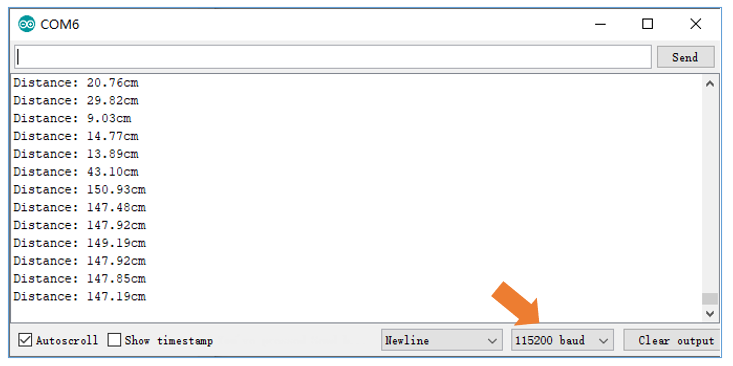 COM6
Send
Distance: 20.76cm
Distance: 29.82cm
Distance: 9.03cm
Distance: 14.77cm
Distance: 13.89cm
Distance: 43.10cm
Distance: 150.93cm
Distance: 147.48cm
Distance: 147.92cm
Distance: 149.19cm
Distance: 147.92cm
Distance: 147.85cm
Distance: 147.19cm
Autoscroll Show timestamp Newline 115200 baud Clear output